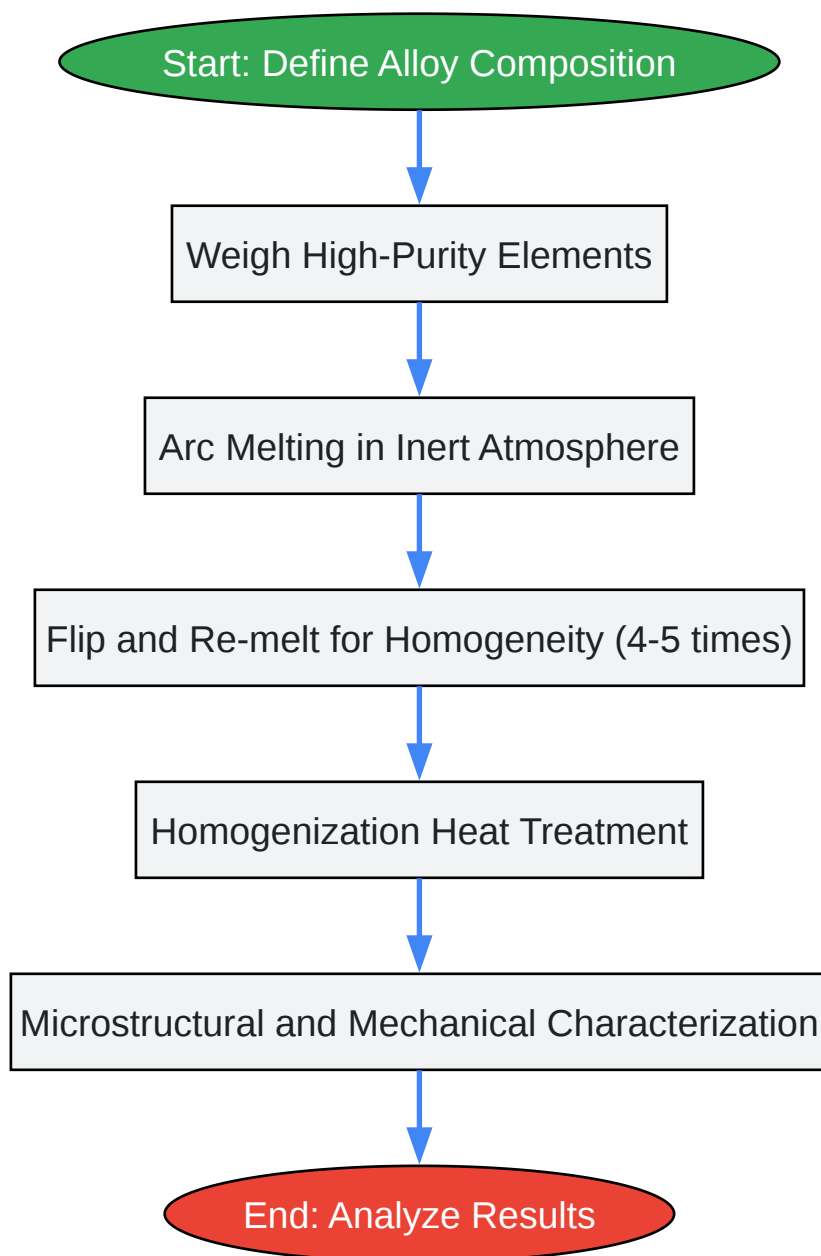 Start: Define Alloy Composition
Weigh High-Purity Elements
Arc Melting in Inert Atmosphere
Flip and Re-melt for Homogeneity (4-5 times)
Homogenization Heat Treatment
Microstructural and Mechanical Characterization
End: Analyze Results